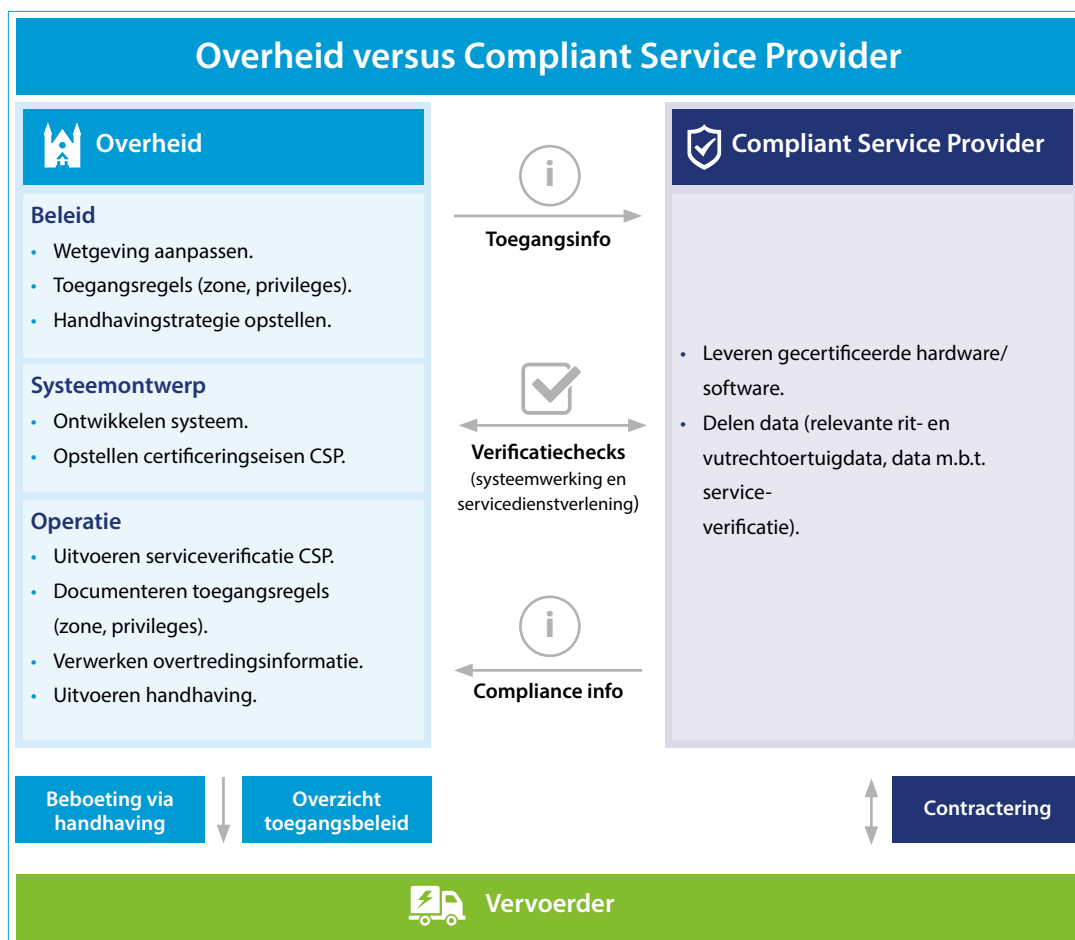 Overheid versus Compliant Service Provider
Overheid
Beleid
• Wetgeving aanpassen.
• Toegangsregels (zone, privileges).
• Handhavingstrategie opstellen.
Systeemontwerp
• Ontwikkelen systeem.
• Opstellen certificeringseisen CSP.
Operatie
• Uitvoeren serviceverificatie CSP.
• Documenteren toegangsregels
(zone, privileges).
• Verwerken overtredingsinformatie.
• Uitvoeren handhaving.
i
Toegangsinfo
Verificatiechecks
(systeemwerking en
servicedienstverlening)
i
Compliance info
Compliant Service Provider
• Leveren gecertificeerde hardware/
software.
• Delen data (relevante rit- en
vutrechtoertuigdata, data m.b.t.
service-
verificatie).
Beboeting via
handhaving
Overzicht
toegangsbeleid
Contractering
Vervoerder